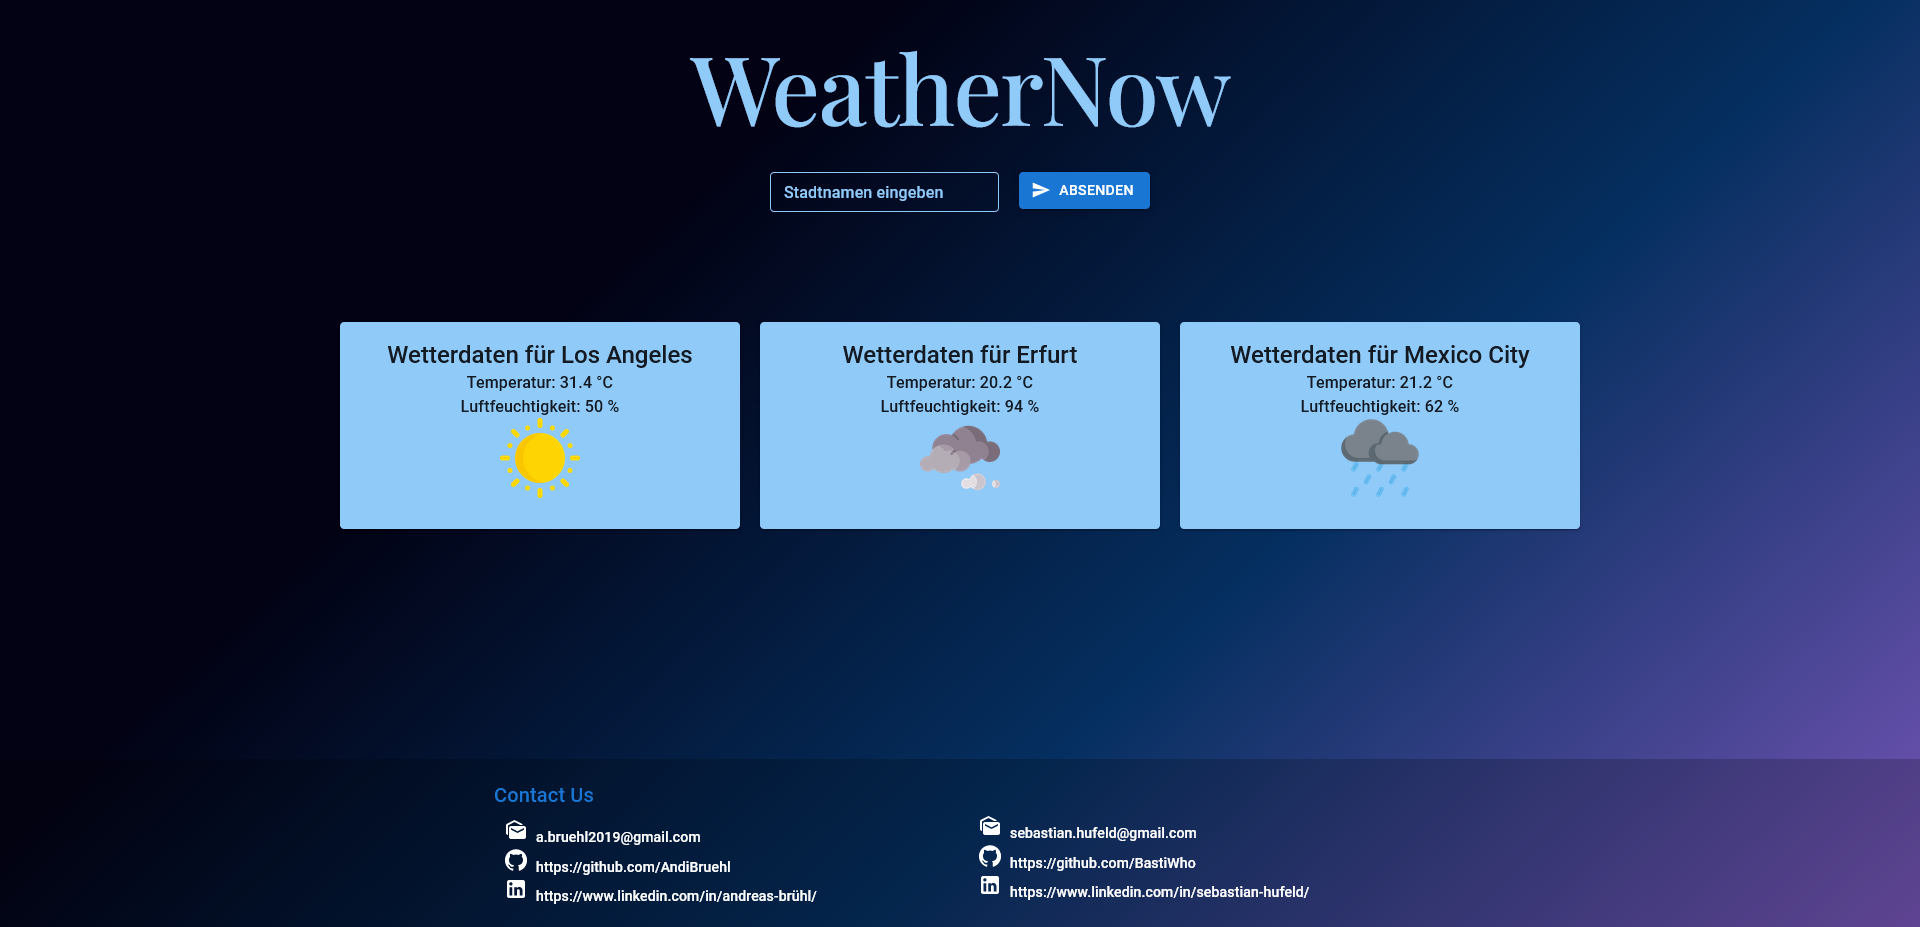 WeatherNow
Stadtnamen eingeben
ABSENDEN
Wetterdaten für Los Angeles
Temperatur: 31.4 °C
Luftfeuchtigkeit: 50 %
Wetterdaten für Erfurt
Temperatur: 20.2 °C
Luftfeuchtigkeit: 94 %
Wetterdaten für Mexico City
Temperatur: 21.2 °C
Luftfeuchtigkeit: 62 %
Contact Us
a.bruehl2019@gmail.com
https://github.com/AndiBruehl
https://www.linkedin.com/in/andreas-brühl/
sebastian.hufeld@gmail.com
https://github.com/BastiWho
https://www.linkedin.com/in/sebastian-hufeld/